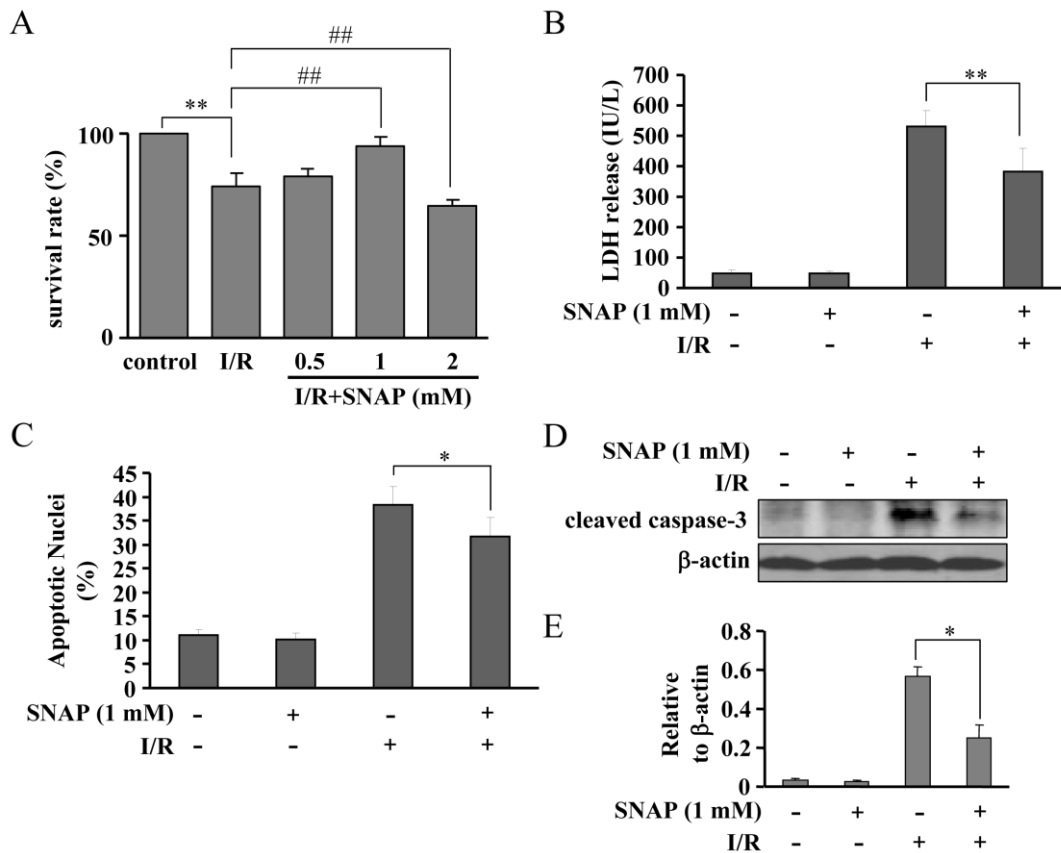 A
##
##
**
survival rate (%)
100
50
0
control I/R 0.5 1 2
I/R+SNAP (mM)
B
**
LDH release (IU/L)
700
600
500
400
300
200
100
00
SNAP (1 mM) - + - +
I/R - - + +
C
*
Apoptotic Nuclei
(%)
45
40
35
30
25
20
15
10
5
0
SNAP (1 mM) - + - +
I/R - - + +
D
SNAP (1 mM) - + - +
I/R - - + +
cleaved caspase-3
β-actin
E
*
Relative
to β-actin
0.8
0.6
0.4
0.2
0
SNAP (1 mM) - + - +
I/R - - + +